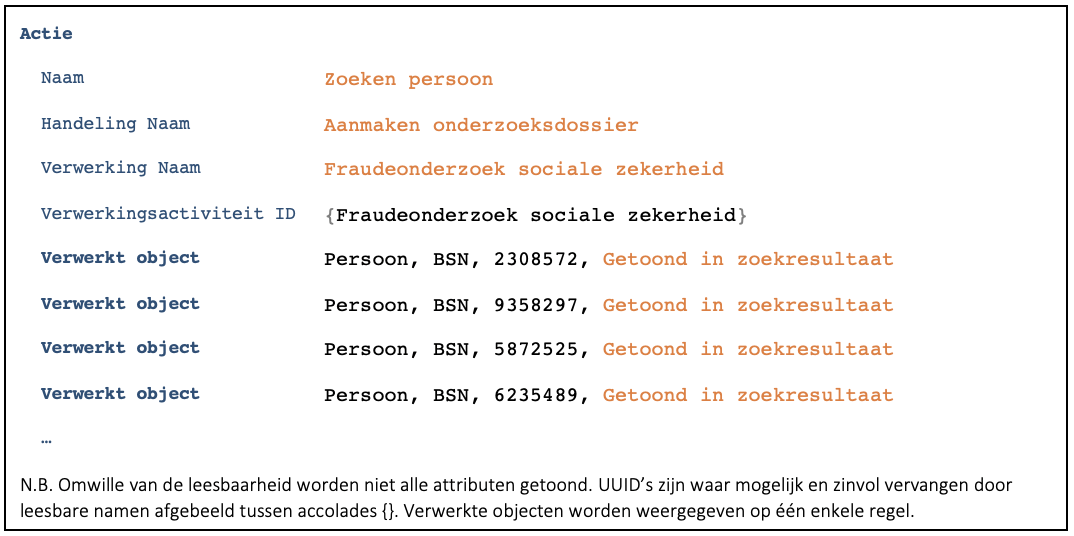 Actie
Naam Zoeken persoon
Handeling Naam Aanmaken onderzoeksdossier
Verwerking Naam Fraudeonderzoek sociale zekerheid
Verwerkingsactiviteit ID {Fraudeonderzoek sociale zekerheid}
Verwerkt object Persoon, BSN, 2308572, Getoond in zoekresultaat
Verwerkt object Persoon, BSN, 9358297, Getoond in zoekresultaat
Verwerkt object Persoon, BSN, 5872525, Getoond in zoekresultaat
Verwerkt object Persoon, BSN, 6235489, Getoond in zoekresultaat
…
N.B. Omwille van de leesbaarheid worden niet alle attributen getoond. UUID’s zijn waar mogelijk en zinvol vervangen door
leesbare namen afgebeeld tussen accolades {}. Verwerkte objecten worden weergegeven op één enkele regel.